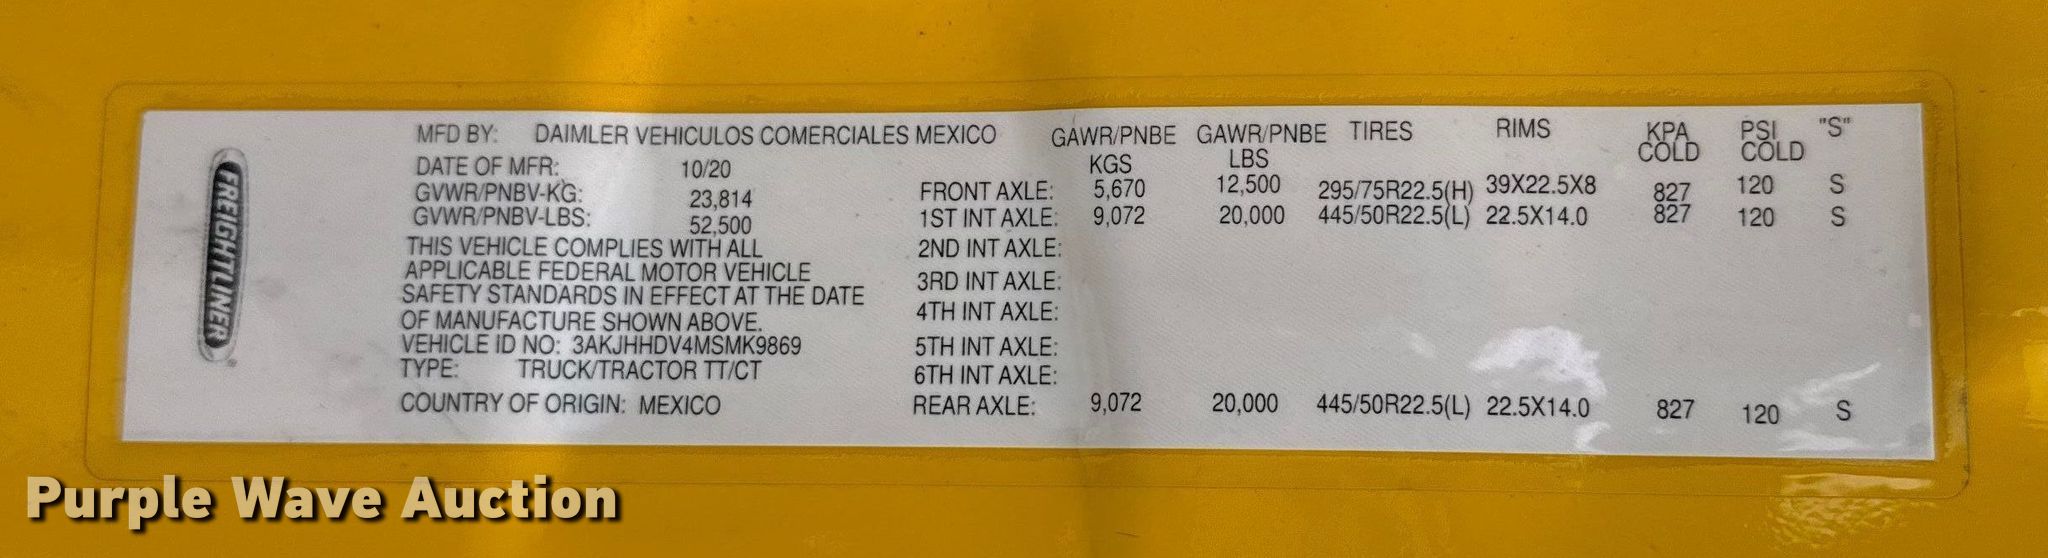 FREIGHTLINER
MFD BY: DAIMLER VEHICULOS COMERCIALES MEXICO
DATE OF MFR: 10/20
GVWR/PNBV-KG: 23,814
GVWR/PNBV-LBS: 52,500
THIS VEHICLE COMPLIES WITH ALL
APPLICABLE FEDERAL MOTOR VEHICLE
SAFETY STANDARDS IN EFFECT AT THE DATE
OF MANUFACTURE SHOWN ABOVE.
VEHICLE ID NO: 3AKJHHDV4MSMK9869
TYPE: TRUCK/TRACTOR TT/CT
COUNTRY OF ORIGIN: MEXICO
GAWR/PNBE GAWR/PNBE TIRES RIMS KPA PSI "S"
KGS LBS COLD COLD
FRONT AXLE: 5,670 12,500 295/75R22.5(H) 39X22.5X8 827 120 S
1ST INT AXLE: 9,072 20,000 445/50R22.5(L) 22.5X14.0 827 120 S
2ND INT AXLE:
3RD INT AXLE:
4TH INT AXLE:
5TH INT AXLE:
6TH INT AXLE:
REAR AXLE: 9,072 20,000 445/50R22.5(L) 22.5X14.0 827 120 S
Purple Wave Auction